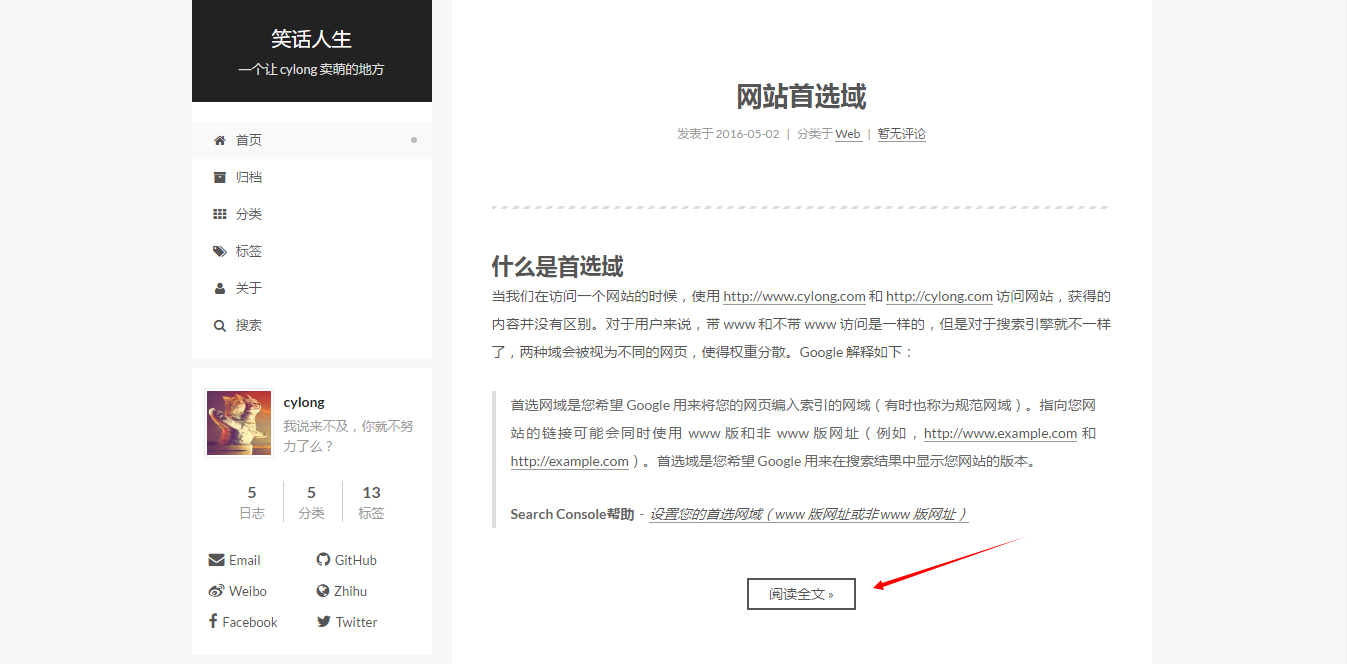 笑话人生
一个让 cylong 卖萌的地方
首页
归档
分类
标签
关于
搜索
cylong
我说来不及，你就不努
力了么？
5 5 13
日志 分类 标签
Email GitHub
Weibo Zhihu
Facebook Twitter
网站首选域
发表于 2016-05-02 | 分类于 Web | 暂无评论
什么是首选域
当我们在访问一个网站的时候，使用 http://www.cylong.com 和 http://cylong.com 访问网站，获得的
内容并没有区别。对于用户来说，带 www 和不带 www 访问是一样的，但是对于搜索引擎就不一样
了，两种域会被视为不同的网页，使得权重分散。Google 解释如下：
首选网域是您希望 Google 用来将您的网页编入索引的网域（有时也称为规范网域）。指向您网
站的链接可能会同时使用 www 版和非 www 版网址（例如，http://www.example.com 和
http://example.com）。首选域是您希望 Google 用来在搜索结果中显示您网站的版本。
Search Console帮助 - 设置您的首选网域（www 版网址或非 www 版网址）
阅读全文 »